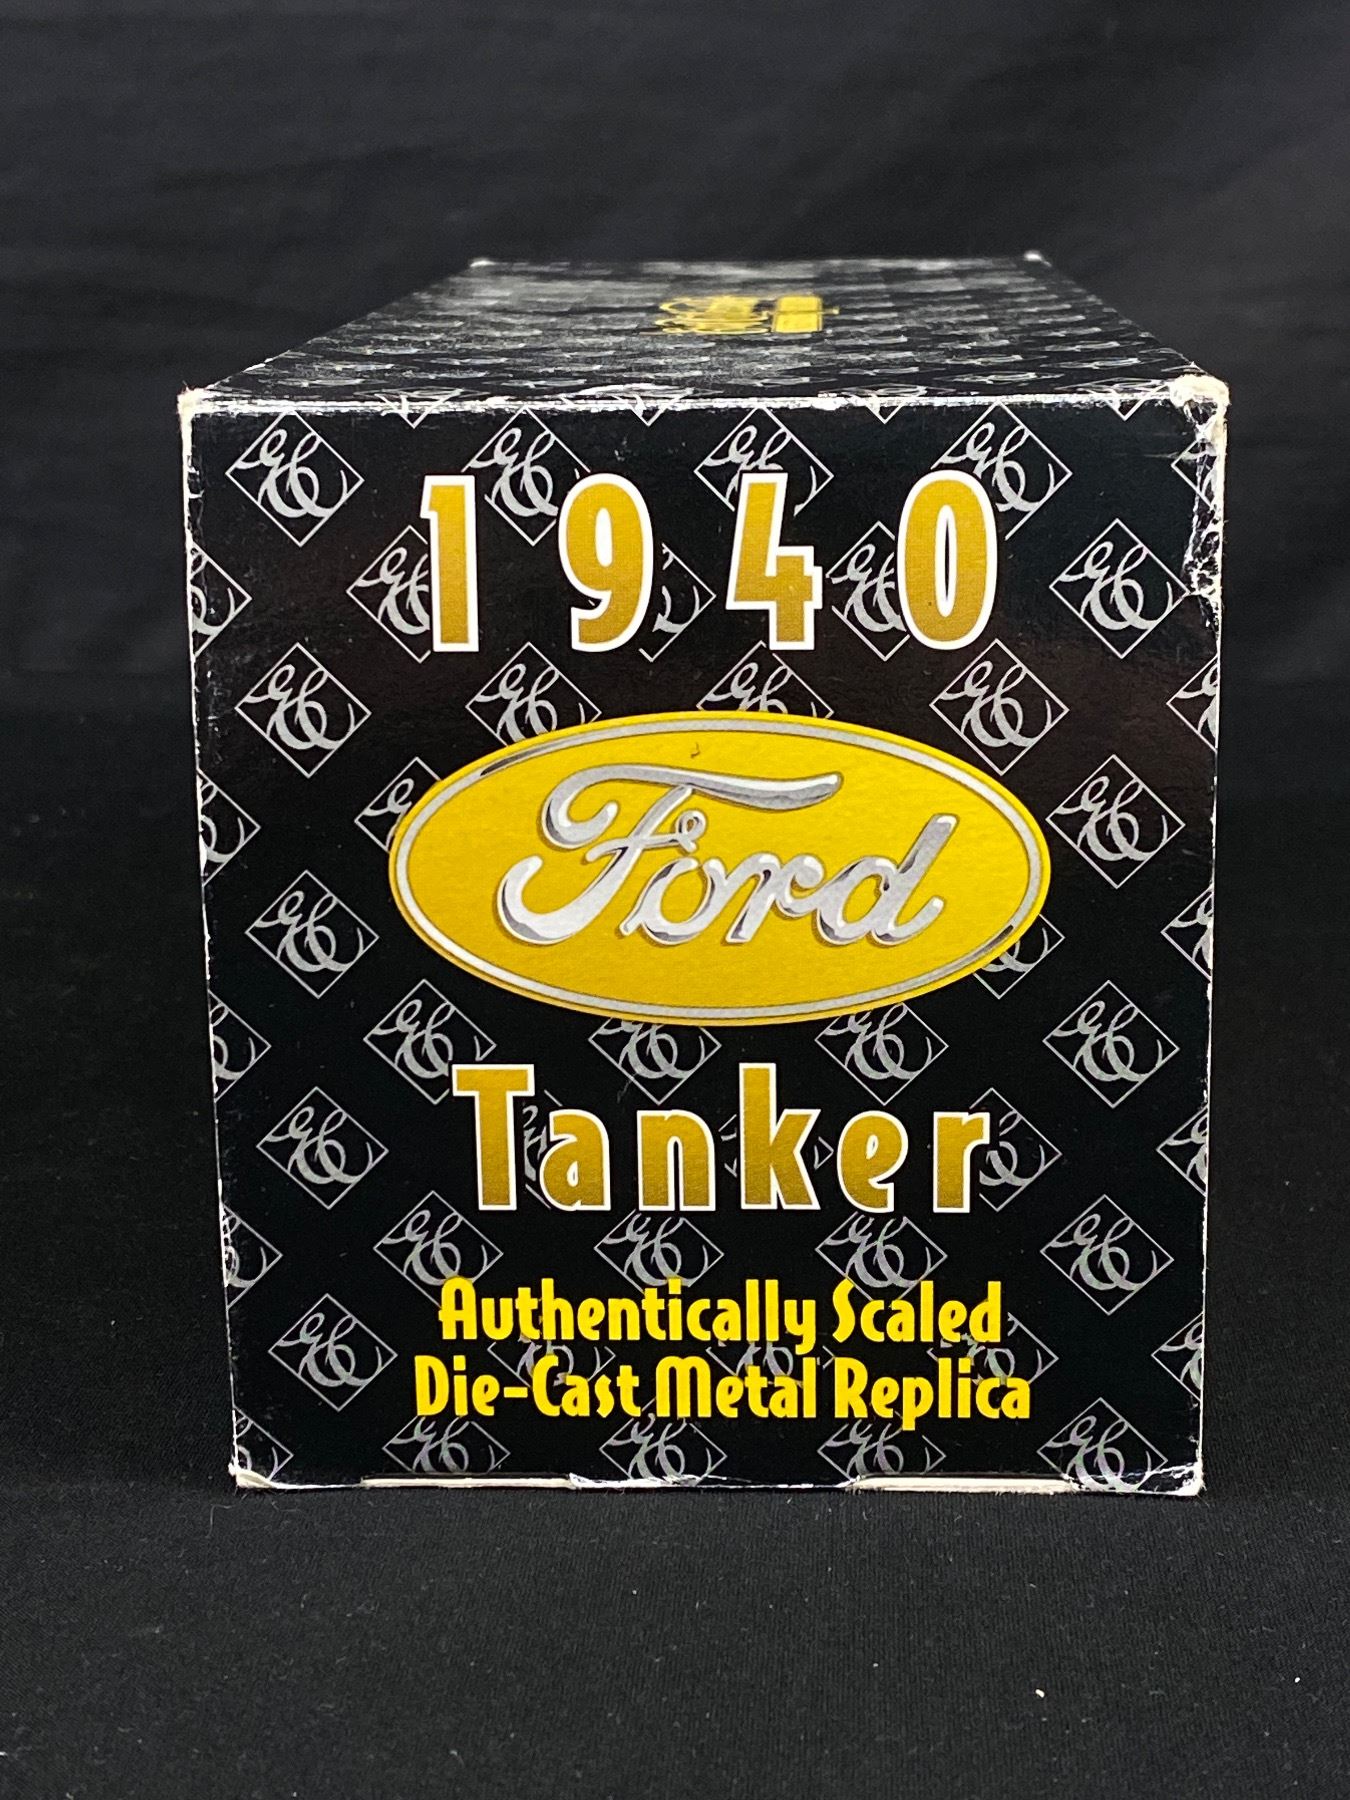 1940
Ford
Tanker
Authentically Scaled
Die-Cast Metal Replica